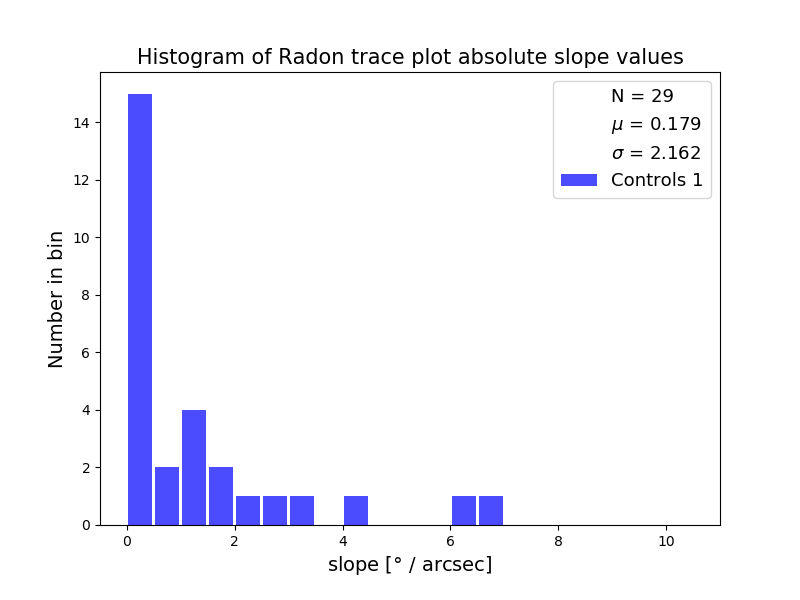 Histogram of Radon trace plot absolute slope values
N = 29
μ = 0.179
σ = 2.162
Controls 1
Number in bin
14
12
10
8
6
4
2
0
0 2 4 6 8 10
slope [° / arcsec]